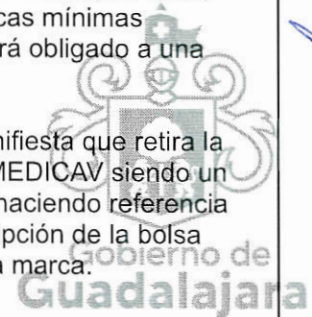 cas mínimas
rá obligado a una
nifiesta que retira la
MEDICAV siendo un
haciendo referencia
pción de la bolsa
a marca.
Gobierno de
Guadalajara